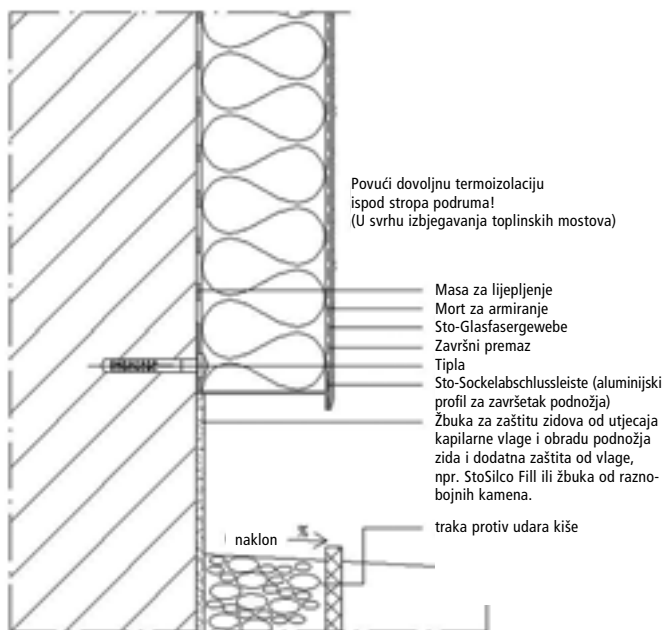 Povući dovoljnu termoizolaciju
ispod stropa podruma!
(U svrhu izbjegavanja toplinskih mostova)
Masa za lijepljenje
Mort za armiranje
Sto-Glasfasergewebe
Završni premaz
Tipla
Sto-Sockelabschlussleiste (aluminijski
profil za završetak podnožja)
Žbuka za zaštitu zidova od utjecaja
kapilarne vlage i obradu podnožja
zida i dodatna zaštita od vlage,
npr. StoSilco Fill ili žbuka od razno-
bojnih kamena.
naklon %
traka protiv udara kiše